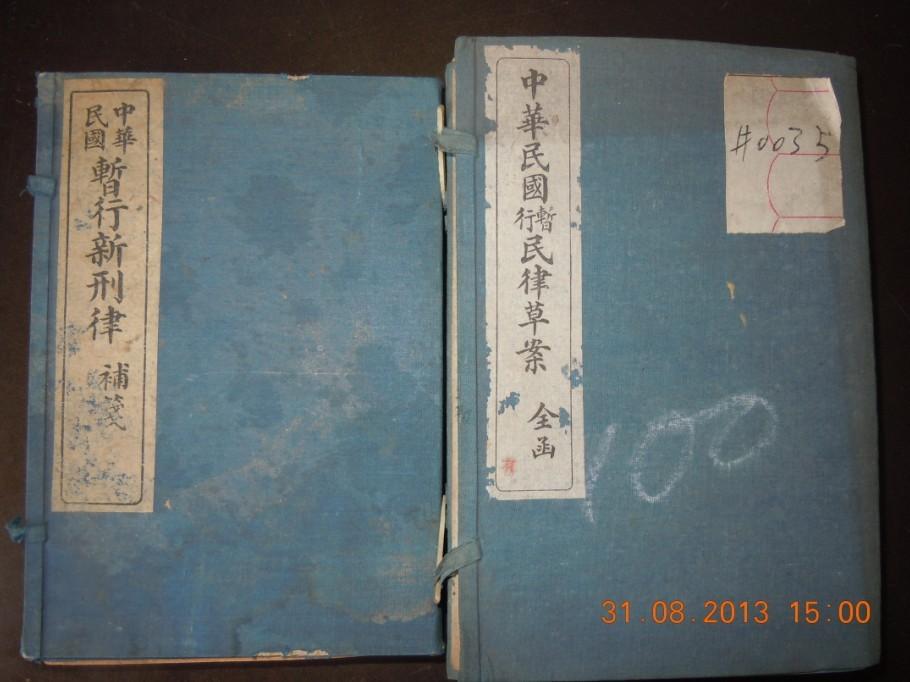 中華民國暫行新刑律 補箋
中華民國暫行民律草案 全函
#0035
100
31.08.2013 15:00